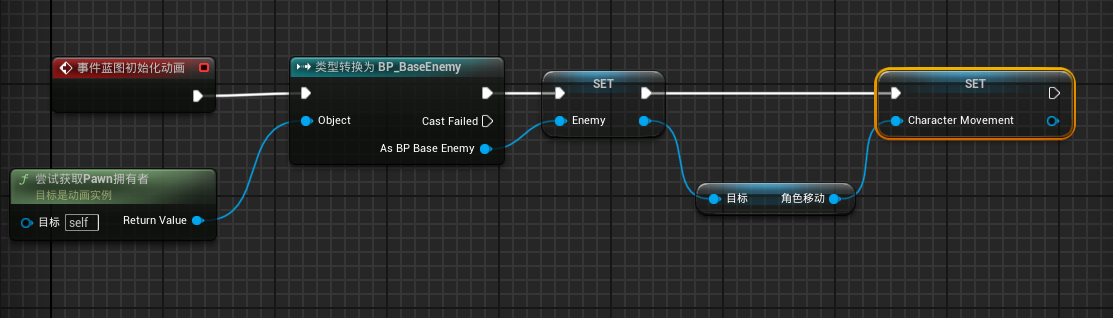 事件蓝图初始化动画
类型转换为 BP_BaseEnemy
Object
Cast Failed
As BP Base Enemy
SET
Enemy
SET
Character Movement
尝试获取Pawn拥有者
目标是动画实例
目标 self
Return Value
目标
角色移动